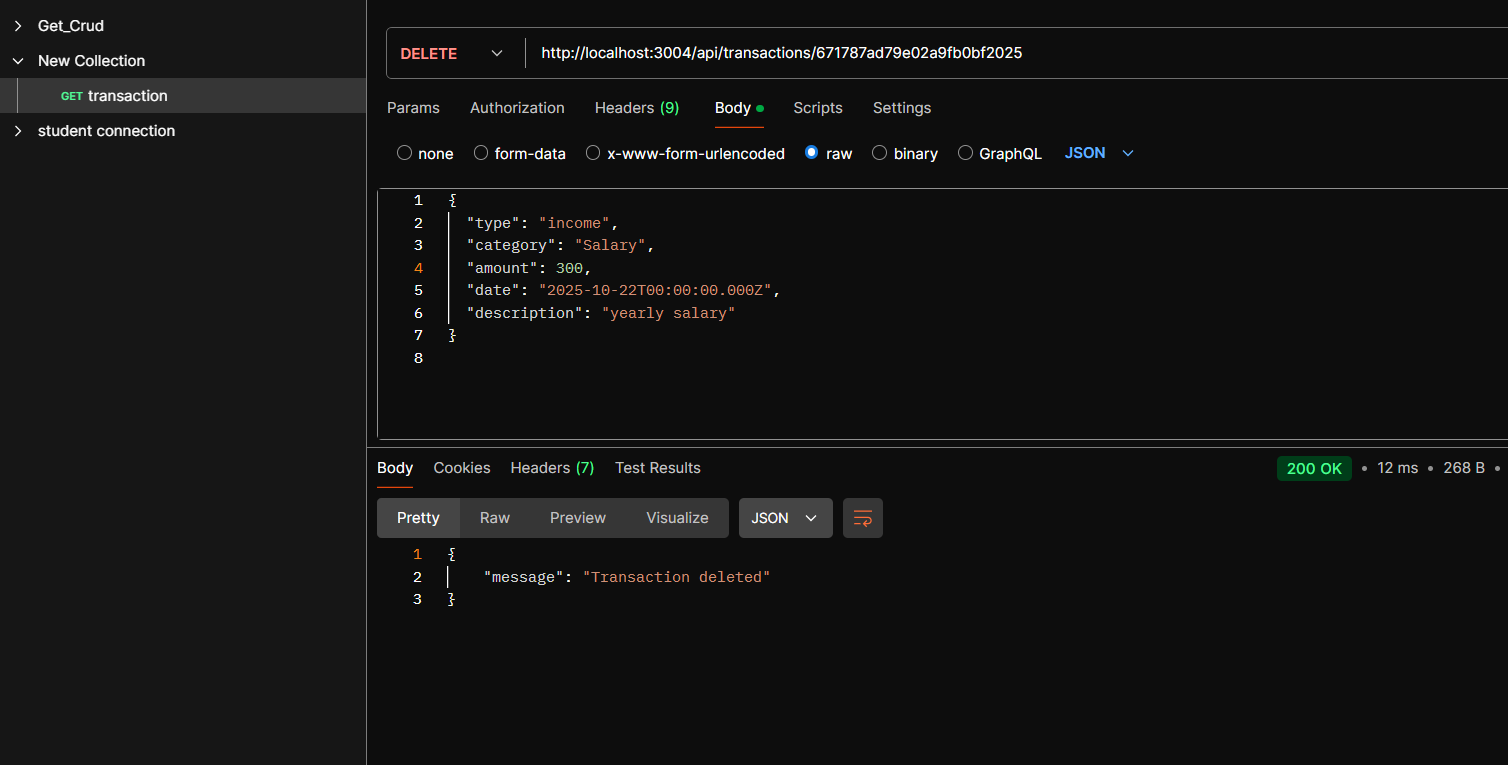 Get_Crud
New Collection
GET transaction
student connection
DELETE http://localhost:3004/api/transactions/671787ad79e02a9fb0bf2025
Params Authorization Headers (9) Body Scripts Settings
none form-data x-www-form-urlencoded raw binary GraphQL JSON
1 {
2 "type": "income",
3 "category": "Salary",
4 "amount": 300,
5 "date": "2025-10-22T00:00:00.000Z",
6 "description": "yearly salary"
7 }
8
Body Cookies Headers (7) Test Results 200 OK • 12 ms • 268 B •
Pretty Raw Preview Visualize JSON
1 {
2 "message": "Transaction deleted"
3 }